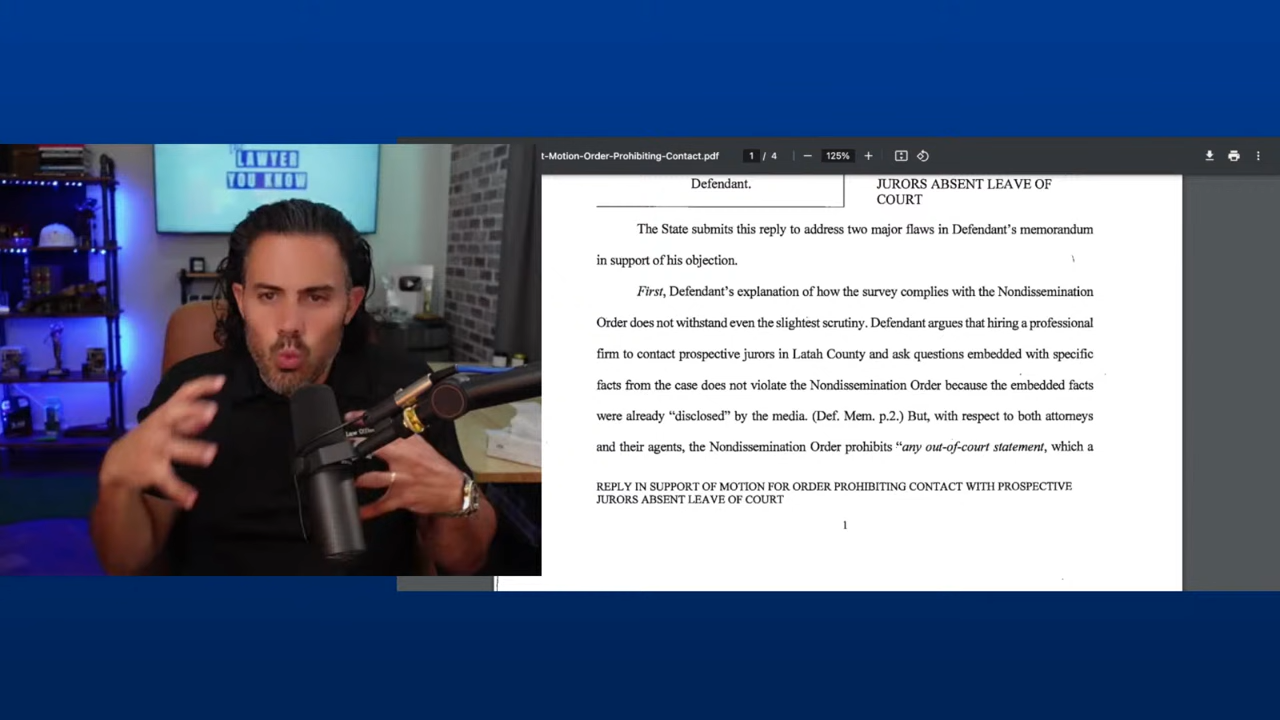 LAWYER
YOU KNOW
t-Motion-Order-Prohibiting-Contact.pdf
1 / 4
125%
Defendant.
JURORS ABSENT LEAVE OF
COURT
The State submits this reply to address two major flaws in Defendant's memorandum
in support of his objection.
First, Defendant's explanation of how the survey complies with the Nondissemination
Order does not withstand even the slightest scrutiny. Defendant argues that hiring a professional
firm to contact prospective jurors in Latah County and ask questions embedded with specific
facts from the case does not violate the Nondissemination Order because the embedded facts
were already “disclosed” by the media. (Def. Mem. p.2.) But, with respect to both attorneys
and their agents, the Nondissemination Order prohibits “any out-of-court statement, which a
REPLY IN SUPPORT OF MOTION FOR ORDER PROHIBITING CONTACT WITH PROSPECTIVE
JURORS ABSENT LEAVE OF COURT
1